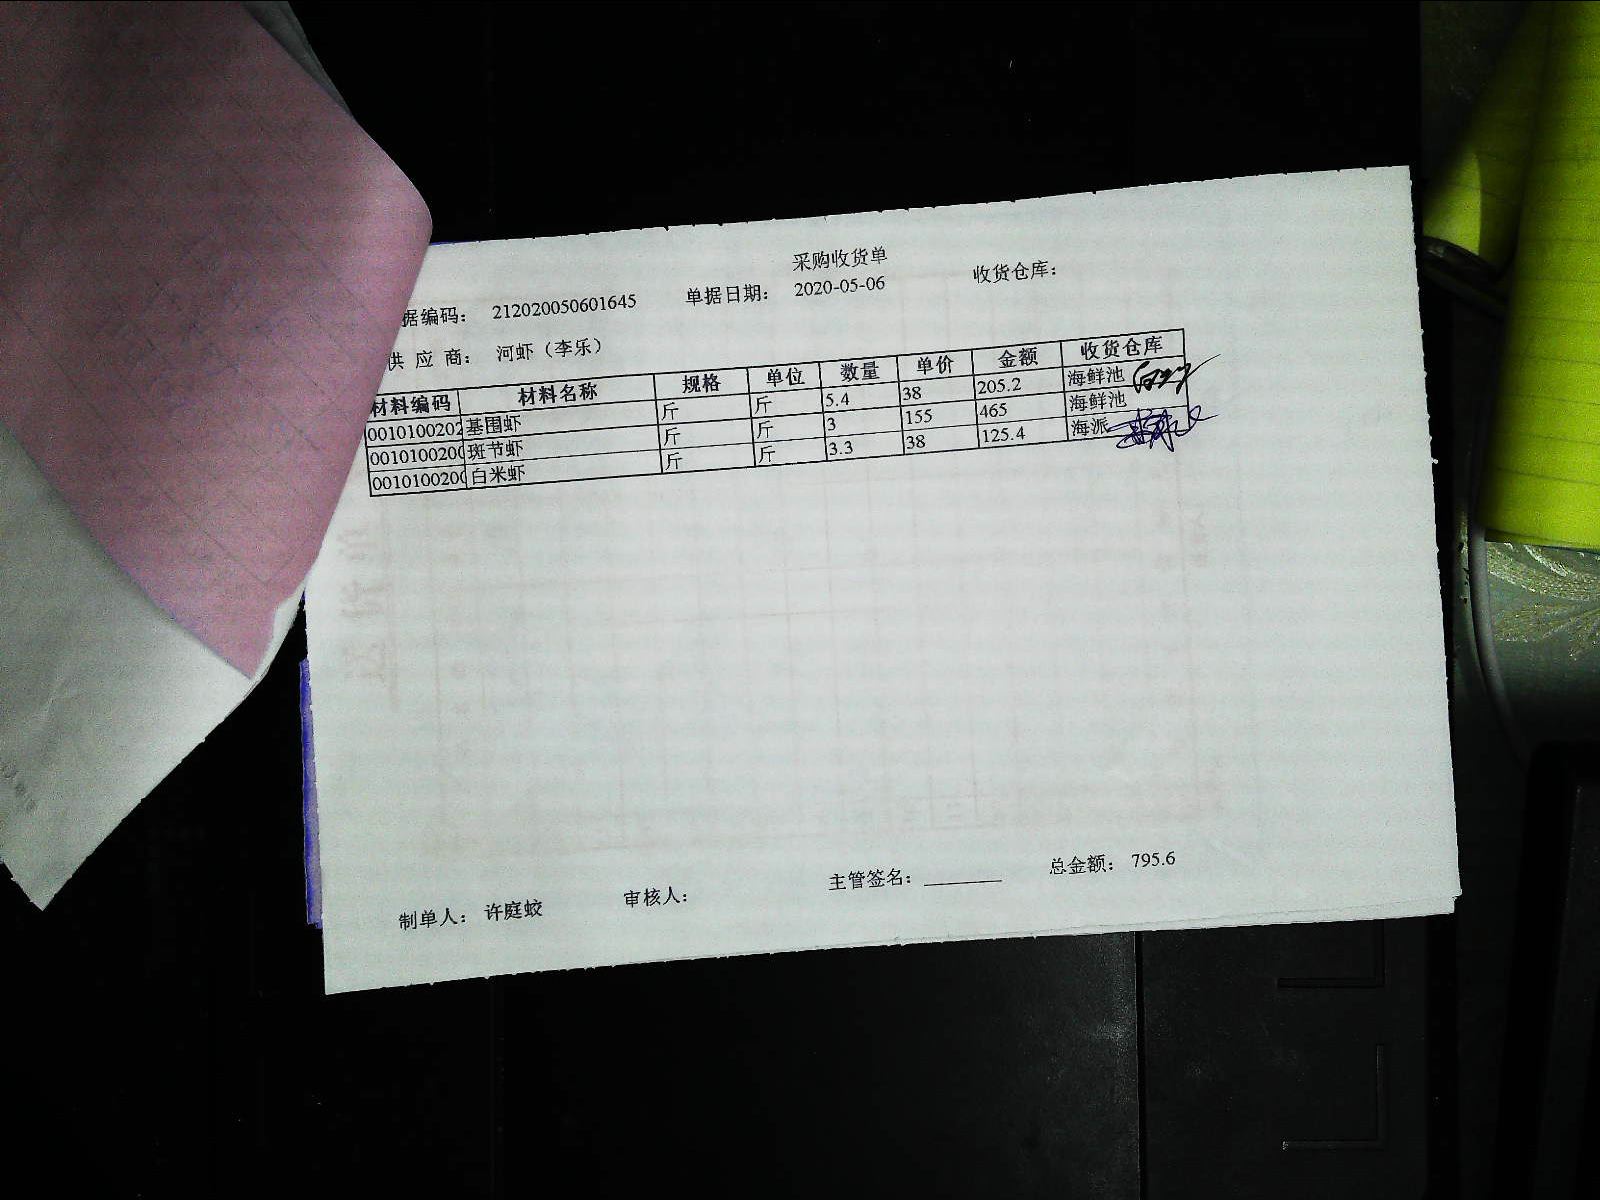 采购收货单
据编码： 212020050601645 单据日期： 2020-05-06 收货仓库：
供 应 商： 河虾（李乐）
材料编码 材料名称 规格 单位 数量 单价 金额 收货仓库
0010100202 基围虾 斤 斤 5.4 38 205.2 海鲜池
001010020 斑节虾 斤 斤 3 155 465 海鲜池
001010020 白米虾 斤 斤 3.3 38 125.4 海派
制单人： 许庭蛟 审核人： 主管签名： 总金额： 795.6